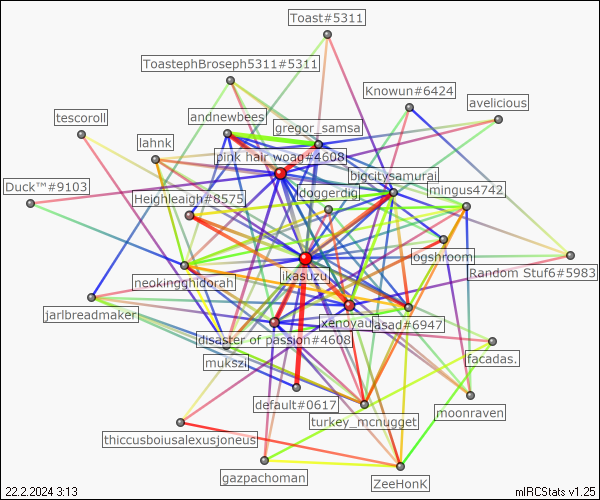 Toast#5311
ToastephBroseph5311#5311
Knowun#6424
avelicious
tescoroll
andnewbees
gregor_samsa
lahnk
pink hair woag#4608
bigcitysamurai
Duck™#9103
doggerdig
mingus4742
Heighleigh#8575
ogshroom
neokingghidorah
ikasuzu
Random Stuf6#5983
jarlbreadmaker
xenoyaun
asad#6947
disaster of passion#4608
mukszi
facadas.
default#0617
moonraven
turkey_mcnugget
thiccusboiusalexusjoneus
gazpachoman
ZeeHonK
22.2.2024 3:13
mIRCStats v1.25